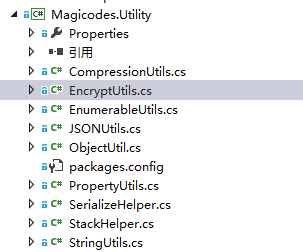 C# Magicodes.Utility
Properties
引用
C# CompressionUtils.cs
C# EncryptUtils.cs
C# EnumerableUtils.cs
C# JSONUtils.cs
C# ObjectUtil.cs
packages.config
C# PropertyUtils.cs
C# SerializeHelper.cs
C# StackHelper.cs
C# StringUtils.cs